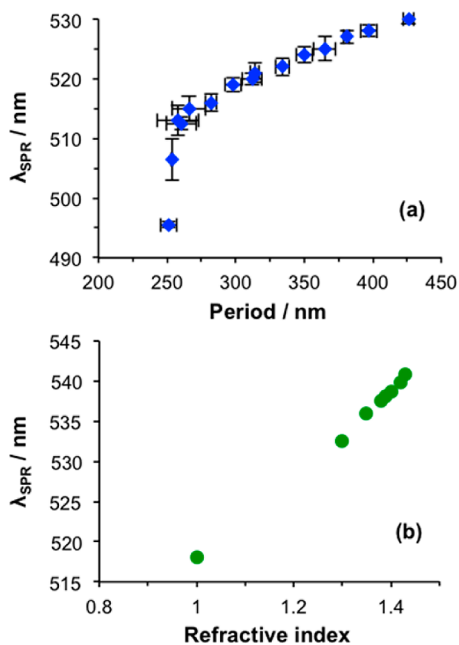 530
520
510
500
490
λSPR / nm
(a)
200 250 300 350 400 450
Period / nm
545
540
535
530
525
520
515
λSPR / nm
(b)
0.8 1 1.2 1.4
Refractive index